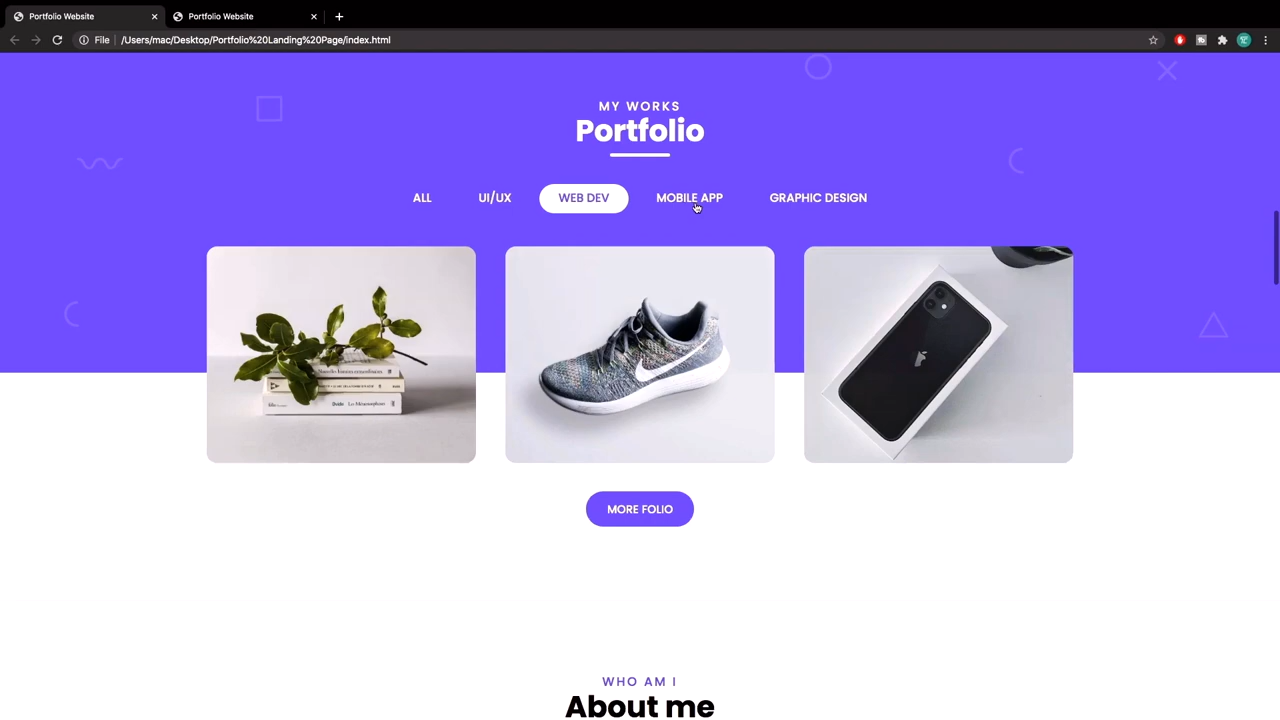 Portfolio Website
Portfolio Website
File
/Users/mac/Desktop/Portfolio%20Landing%20Page/index.html
MY WORKS
Portfolio
ALL
UI/UX
WEB DEV
MOBILE APP
GRAPHIC DESIGN
MORE FOLIO
WHO AM I
About me